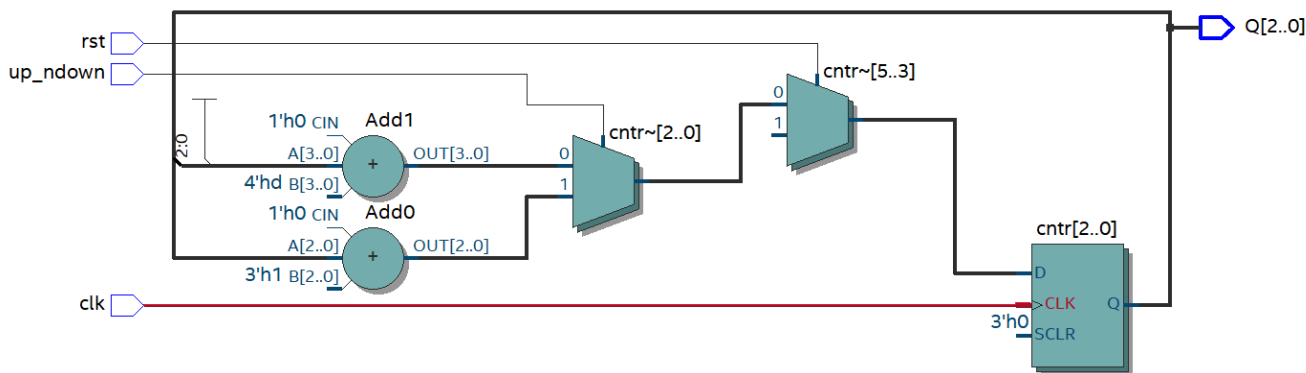 rst
up_ndown
clk
2:0
1'h0 CIN
Add1
A[3..0]
OUT[3..0]
4'hd B[3..0]
+
1'h0 CIN
Add0
A[2..0]
OUT[2..0]
3'h1 B[2..0]
+
cntr~[2..0]
0
1
cntr~[5..3]
0
1
cntr[2..0]
D
CLK
Q
3'h0
SCLR
Q[2..0]